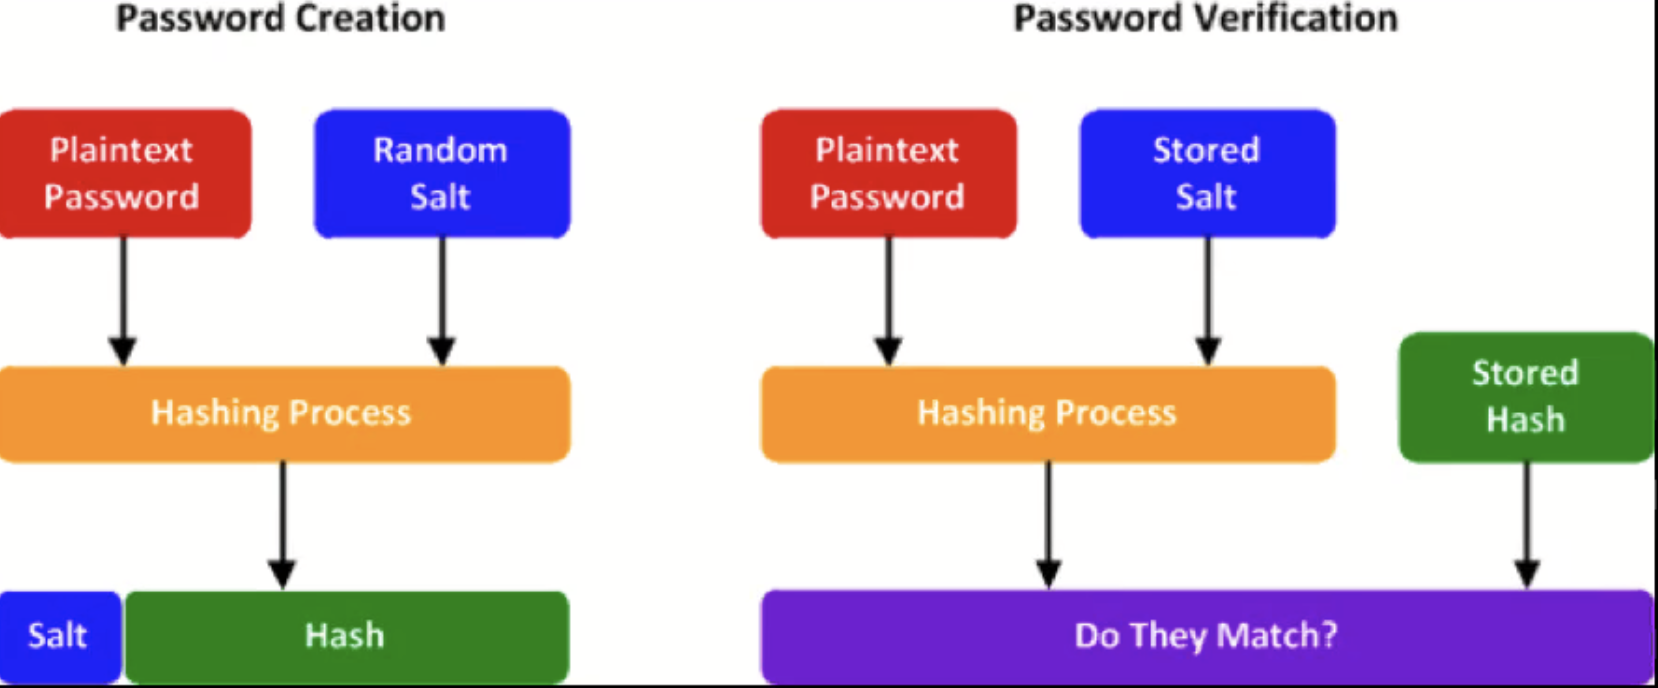 Password Creation
Plaintext
Password
Random
Salt
Hashing Process
Salt
Hash
Password Verification
Plaintext
Password
Stored
Salt
Hashing Process
Stored
Hash
Do They Match?